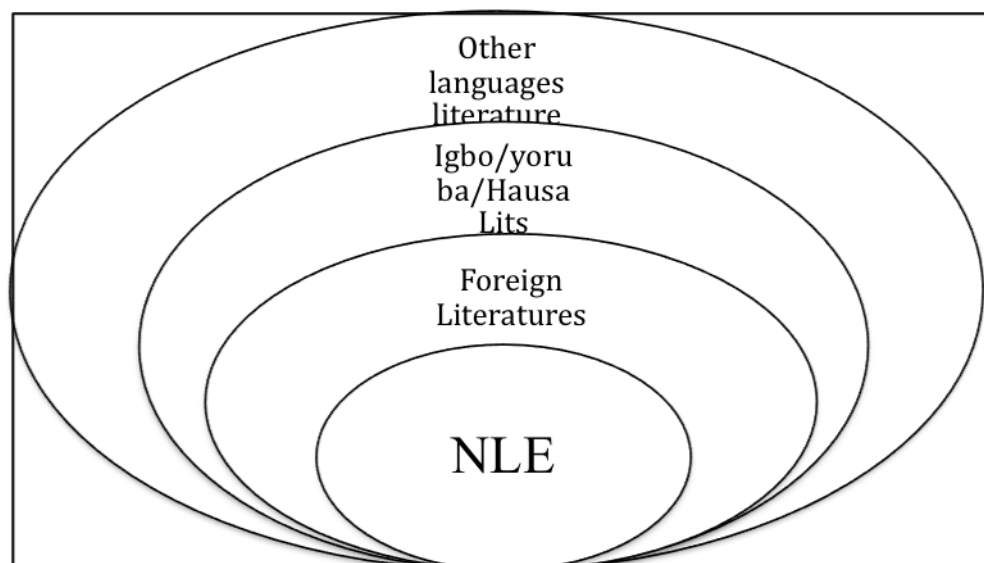 Other
languages
literature
Igbo/yoru
ba/Hausa
Lits
Foreign
Literatures
NLE